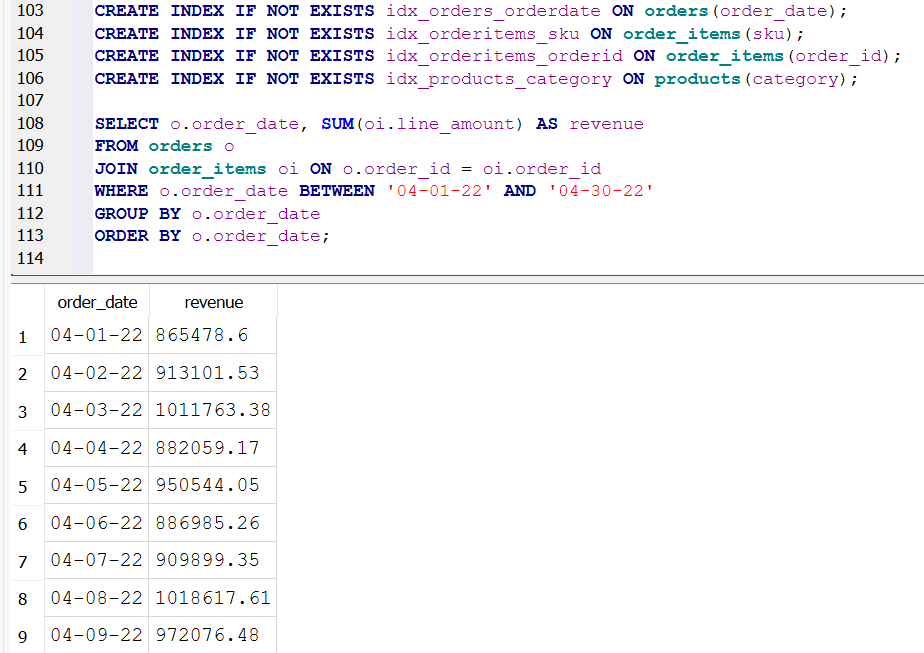 103 CREATE INDEX IF NOT EXISTS idx_orders_orderdate ON orders(order_date);
104 CREATE INDEX IF NOT EXISTS idx_orderitems_sku ON order_items(sku);
105 CREATE INDEX IF NOT EXISTS idx_orderitems_orderid ON order_items(order_id);
106 CREATE INDEX IF NOT EXISTS idx_products_category ON products(category);
107
108 SELECT o.order_date, SUM(oi.line_amount) AS revenue
109 FROM orders o
110 JOIN order_items oi ON o.order_id = oi.order_id
111 WHERE o.order_date BETWEEN '04-01-22' AND '04-30-22'
112 GROUP BY o.order_date
113 ORDER BY o.order_date;
114
order_date revenue
1 04-01-22 865478.6
2 04-02-22 913101.53
3 04-03-22 1011763.38
4 04-04-22 882059.17
5 04-05-22 950544.05
6 04-06-22 886985.26
7 04-07-22 909899.35
8 04-08-22 1018617.61
9 04-09-22 972076.48